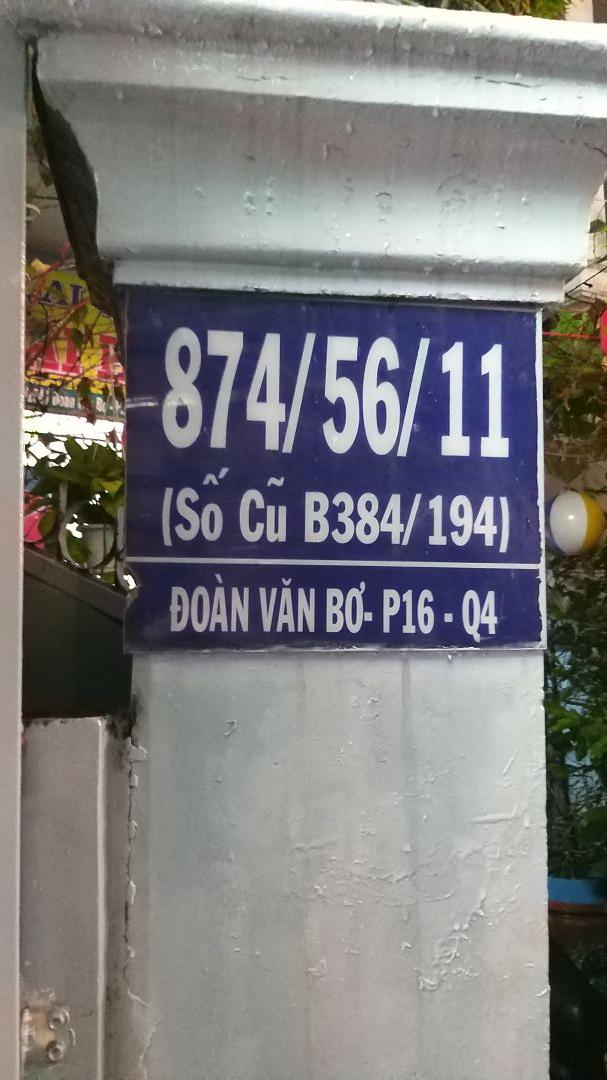 874/56/11
(Số Cũ B384/194)
ĐOÀN VĂN BƠ- P16 - Q4